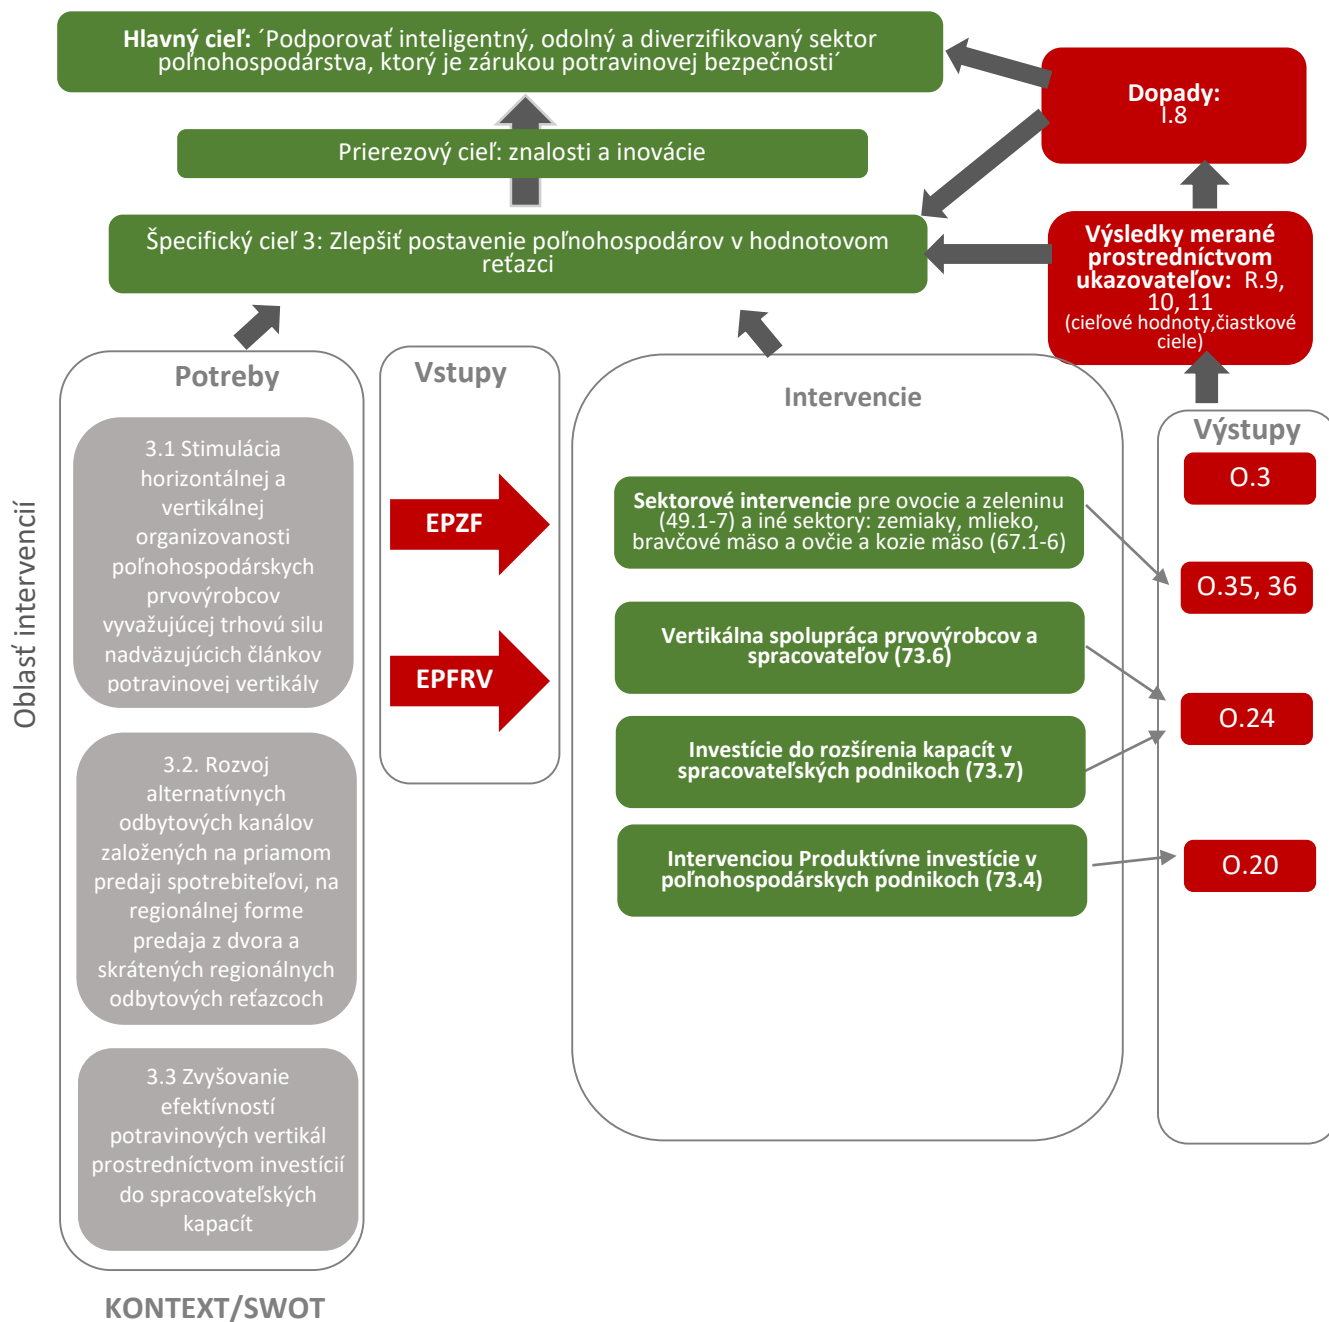 Hlavný cieľ: ´Podporovať inteligentný, odolný a diverzifikovaný sektor
poľnohospodárstva, ktorý je zárukou potravinovej bezpečnosti´
Prierezový cieľ: znalosti a inovácie
Špecifický cieľ 3: Zlepšiť postavenie poľnohospodárov v hodnotovom
reťazci
Dopady:
I.8
Výsledky merané
prostredníctvom
ukazovateľov: R.9,
10, 11
(cieľové hodnoty,čiastkové
ciele)
Oblasť intervencií
Potreby
3.1 Stimulácia
horizontálnej a
vertikálnej
organizovanosti
poľnohospodárskych
prvovýrobcov
vyvažujúcej trhovú silu
nadväzujúcich článkov
potravinovej vertikály
3.2. Rozvoj
alternatívnych
odbytových kanálov
založených na priamom
predaji spotrebiteľovi, na
regionálnej forme
predaja z dvora a
skrátených regionálnych
odbytových reťazcoch
3.3 Zvyšovanie
efektívností
potravinových vertikál
prostredníctvom investícií
do spracovateľských
kapacít
KONTEXT/SWOT
Vstupy
EPZF
EPFRV
Intervencie
Sektorové intervencie pre ovocie a zeleninu
(49.1-7) a iné sektory: zemiaky, mlieko,
bravčové mäso a ovčie a kozie mäso (67.1-6)
Vertikálna spolupráca prvovýrobcov a
spracovateľov (73.6)
Investície do rozšírenia kapacít v
spracovateľských podnikoch (73.7)
Intervenciou Produktívne investície v
poľnohospodárskych podnikoch (73.4)
Výstupy
O.3
O.35, 36
O.24
O.20